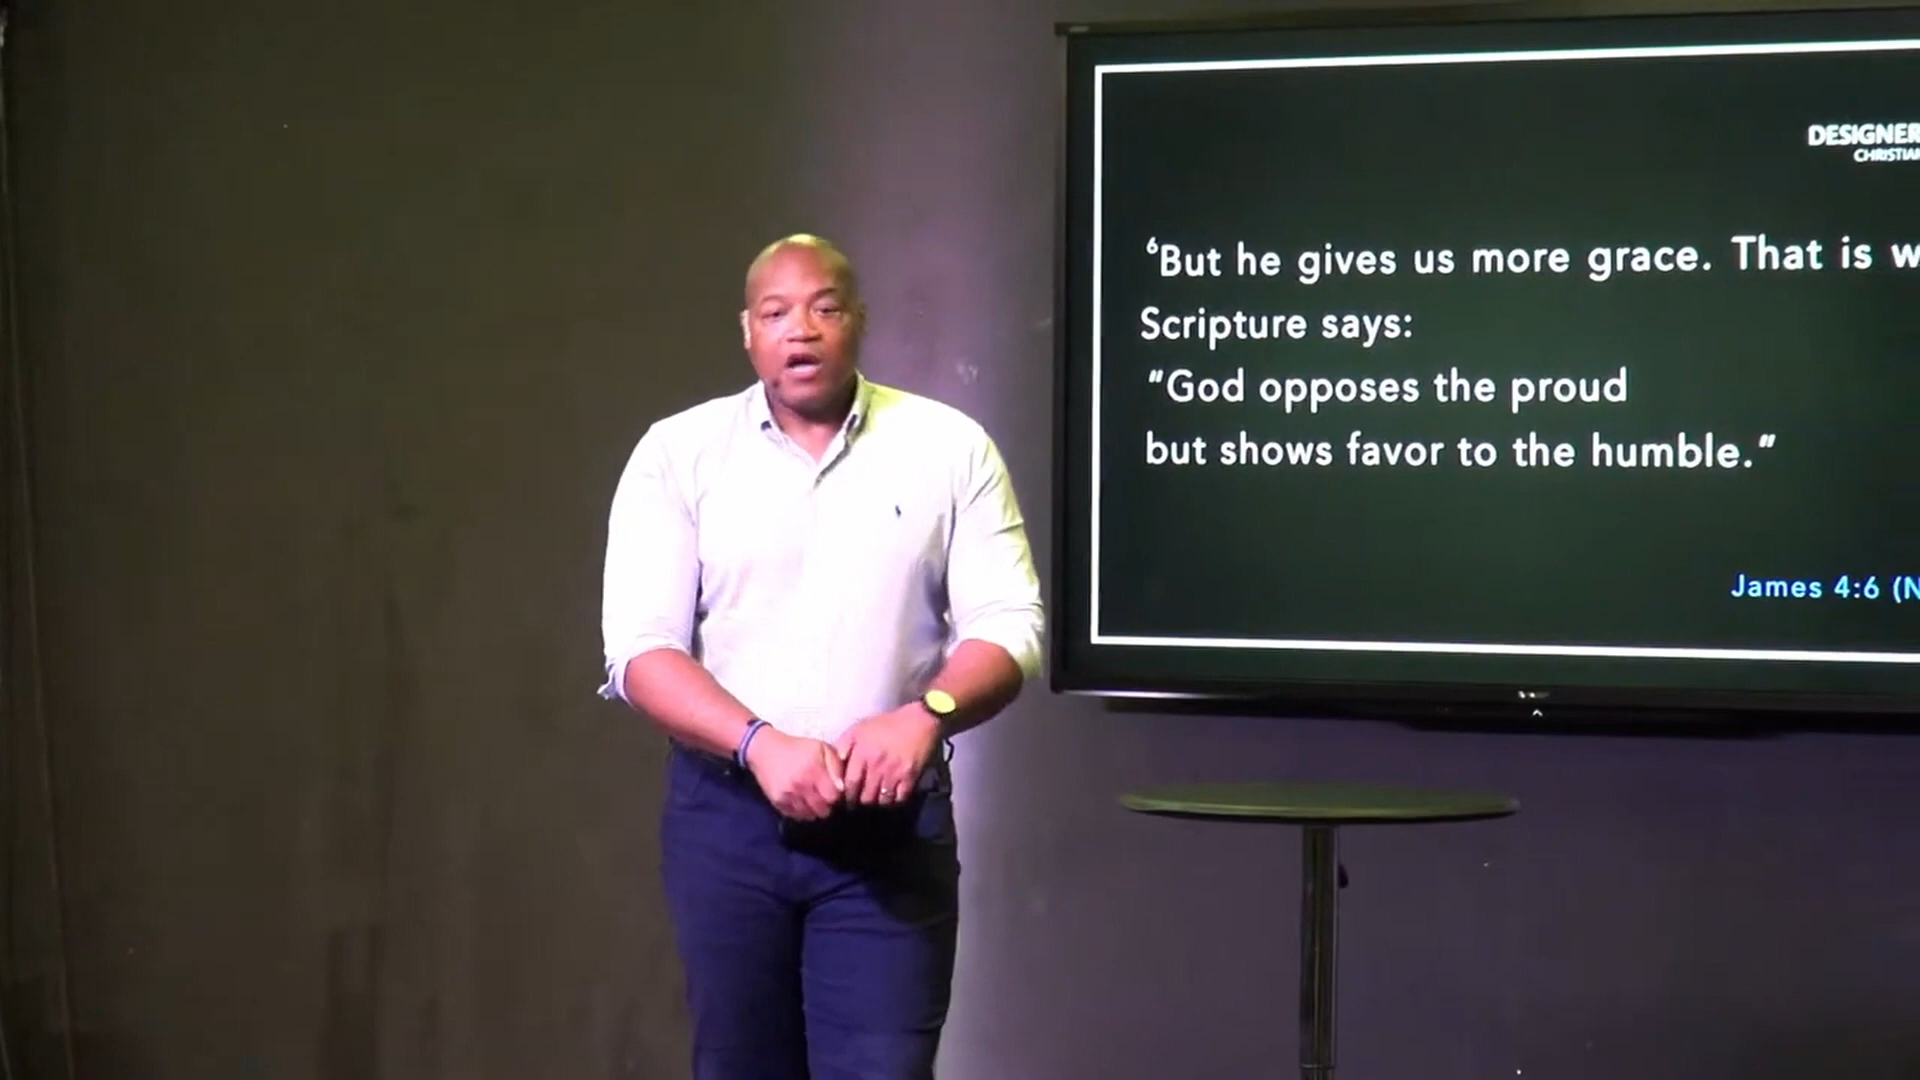 DESIGNER
CHRISTIAN
⁶But he gives us more grace. That is
Scripture says:
"God opposes the proud
but shows favor to the humble."
James 4:6